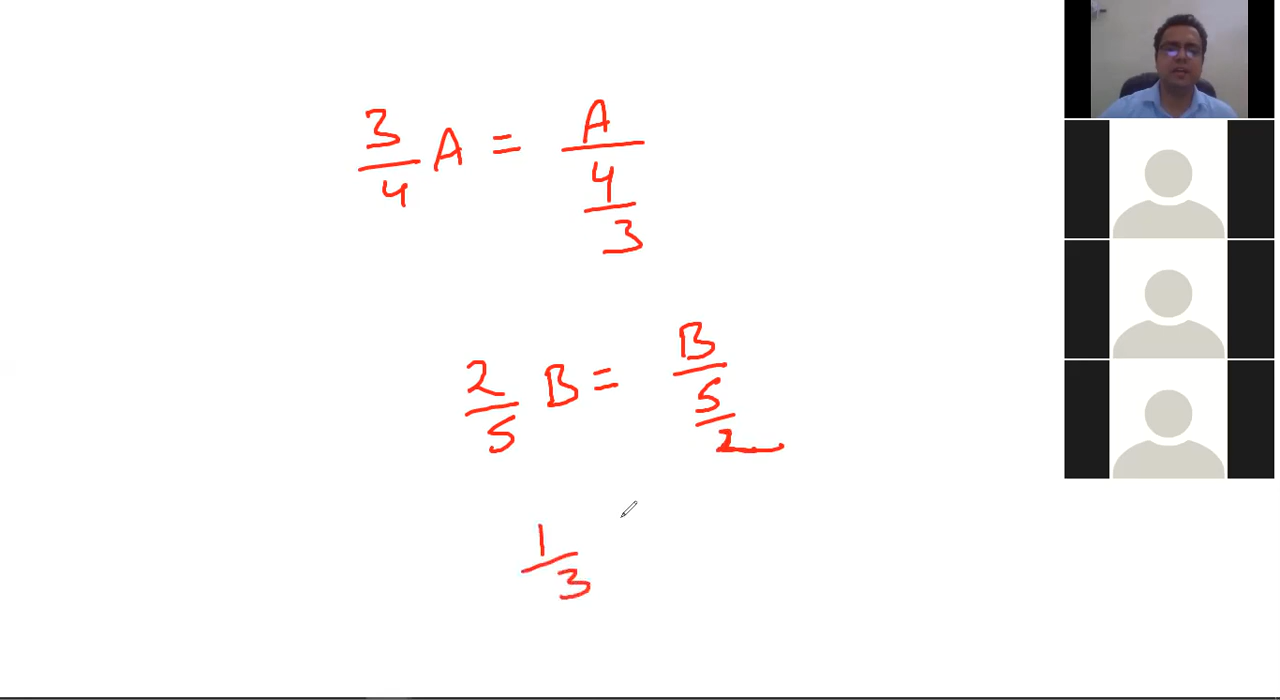 3/4 A = A/(4/3)
2/5 B = B/(5/2)
1/3